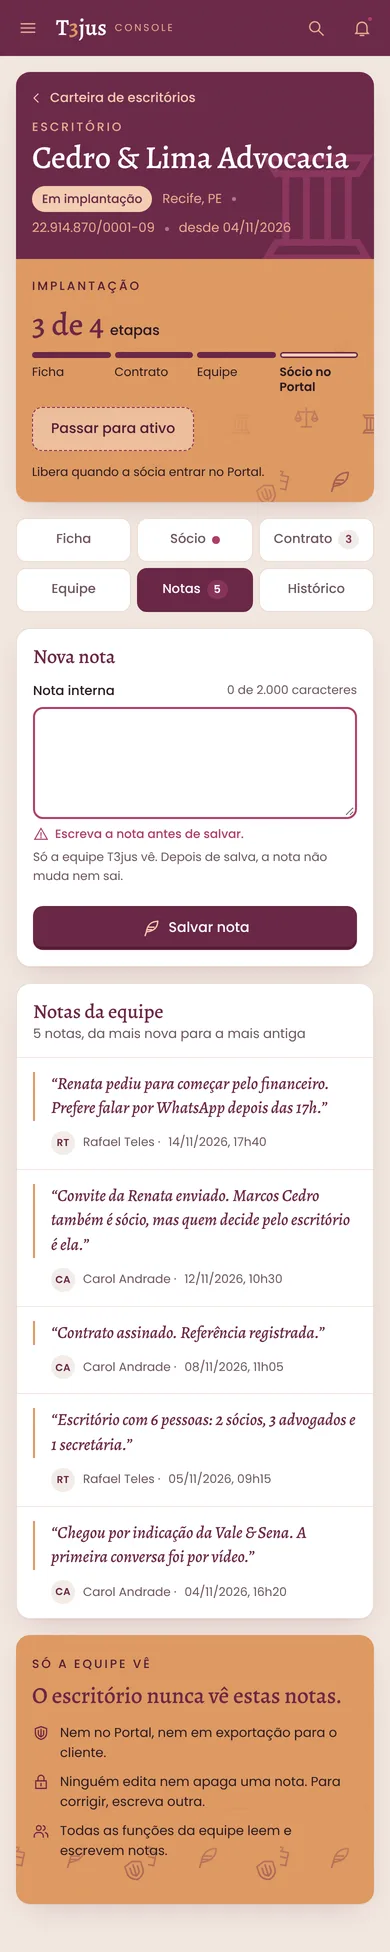 T3jus CONSOLE
Carteira de escritórios
ESCRITÓRIO
Cedro & Lima Advocacia
Em implantação Recife, PE •
22.914.870/0001-09 • desde 04/11/2026
IMPLANTAÇÃO
3 de 4 etapas
Ficha Contrato Equipe Sócio no
Portal
Passar para ativo
Libera quando a sócia entrar no Portal.
Ficha Sócio Contrato 3
Equipe Notas 5 Histórico
Nova nota
Nota interna 0 de 2.000 caracteres
Escreva a nota antes de salvar.
Só a equipe T3jus vê. Depois de salva, a nota não
muda nem sai.
Salvar nota
Notas da equipe
5 notas, da mais nova para a mais antiga
“Renata pediu para começar pelo financeiro.
Prefere falar por WhatsApp depois das 17h.”
RT Rafael Teles · 14/11/2026, 17h40
“Convite da Renata enviado. Marcos Cedro
também é sócio, mas quem decide pelo escritório
é ela.”
CA Carol Andrade · 12/11/2026, 10h30
“Contrato assinado. Referência registrada.”
CA Carol Andrade · 08/11/2026, 11h05
“Escritório com 6 pessoas: 2 sócios, 3 advogados e
1 secretária.”
RT Rafael Teles · 05/11/2026, 09h15
“Chegou por indicação da Vale & Sena. A
primeira conversa foi por vídeo.”
CA Carol Andrade · 04/11/2026, 16h20
SÓ A EQUIPE VÊ
O escritório nunca vê estas notas.
Nem no Portal, nem em exportação para o
cliente.
Ninguém edita nem apaga uma nota. Para
corrigir, escreva outra.
Todas as funções da equipe leem e
escrevem notas.